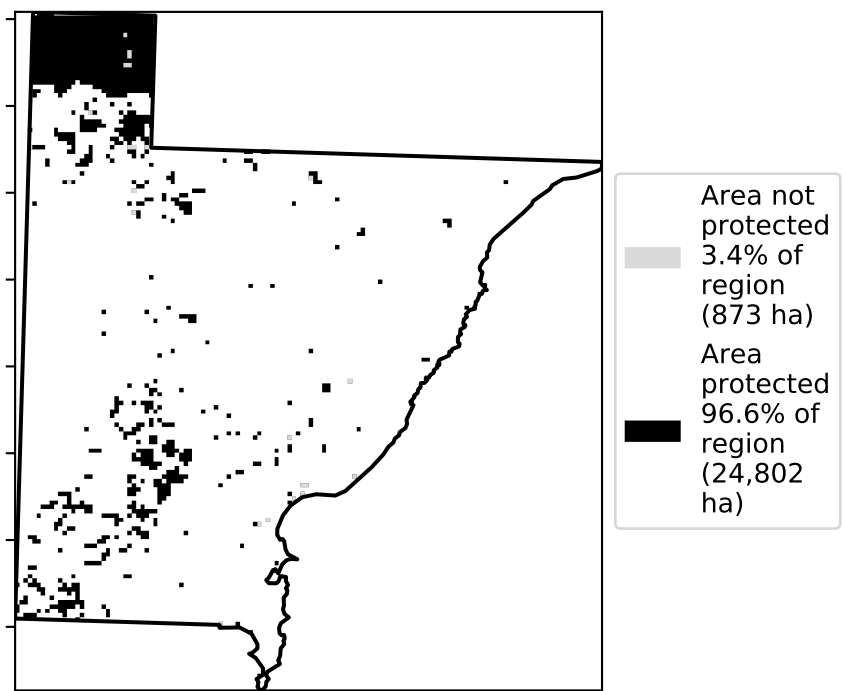 Area not
protected
3.4% of
region
(873 ha)
Area
protected
96.6% of
region
(24,802
ha)